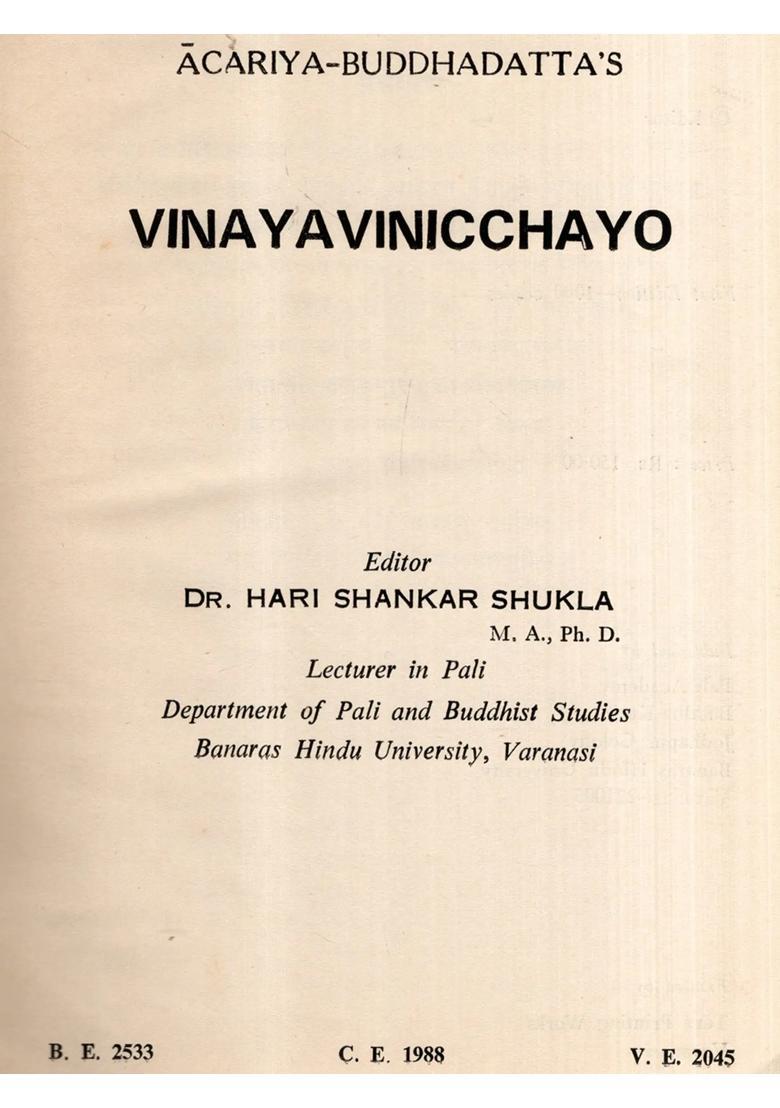 ĀCARIYA-BUDDHADATTA'S
VINAYAVINICCHAYO
Editor
DR. HARI SHANKAR SHUKLA
M. A., Ph. D.
Lecturer in Pali
Department of Pali and Buddhist Studies
Banaras Hindu University, Varanasi
B. E. 2533 C. E. 1988 V. E. 2045